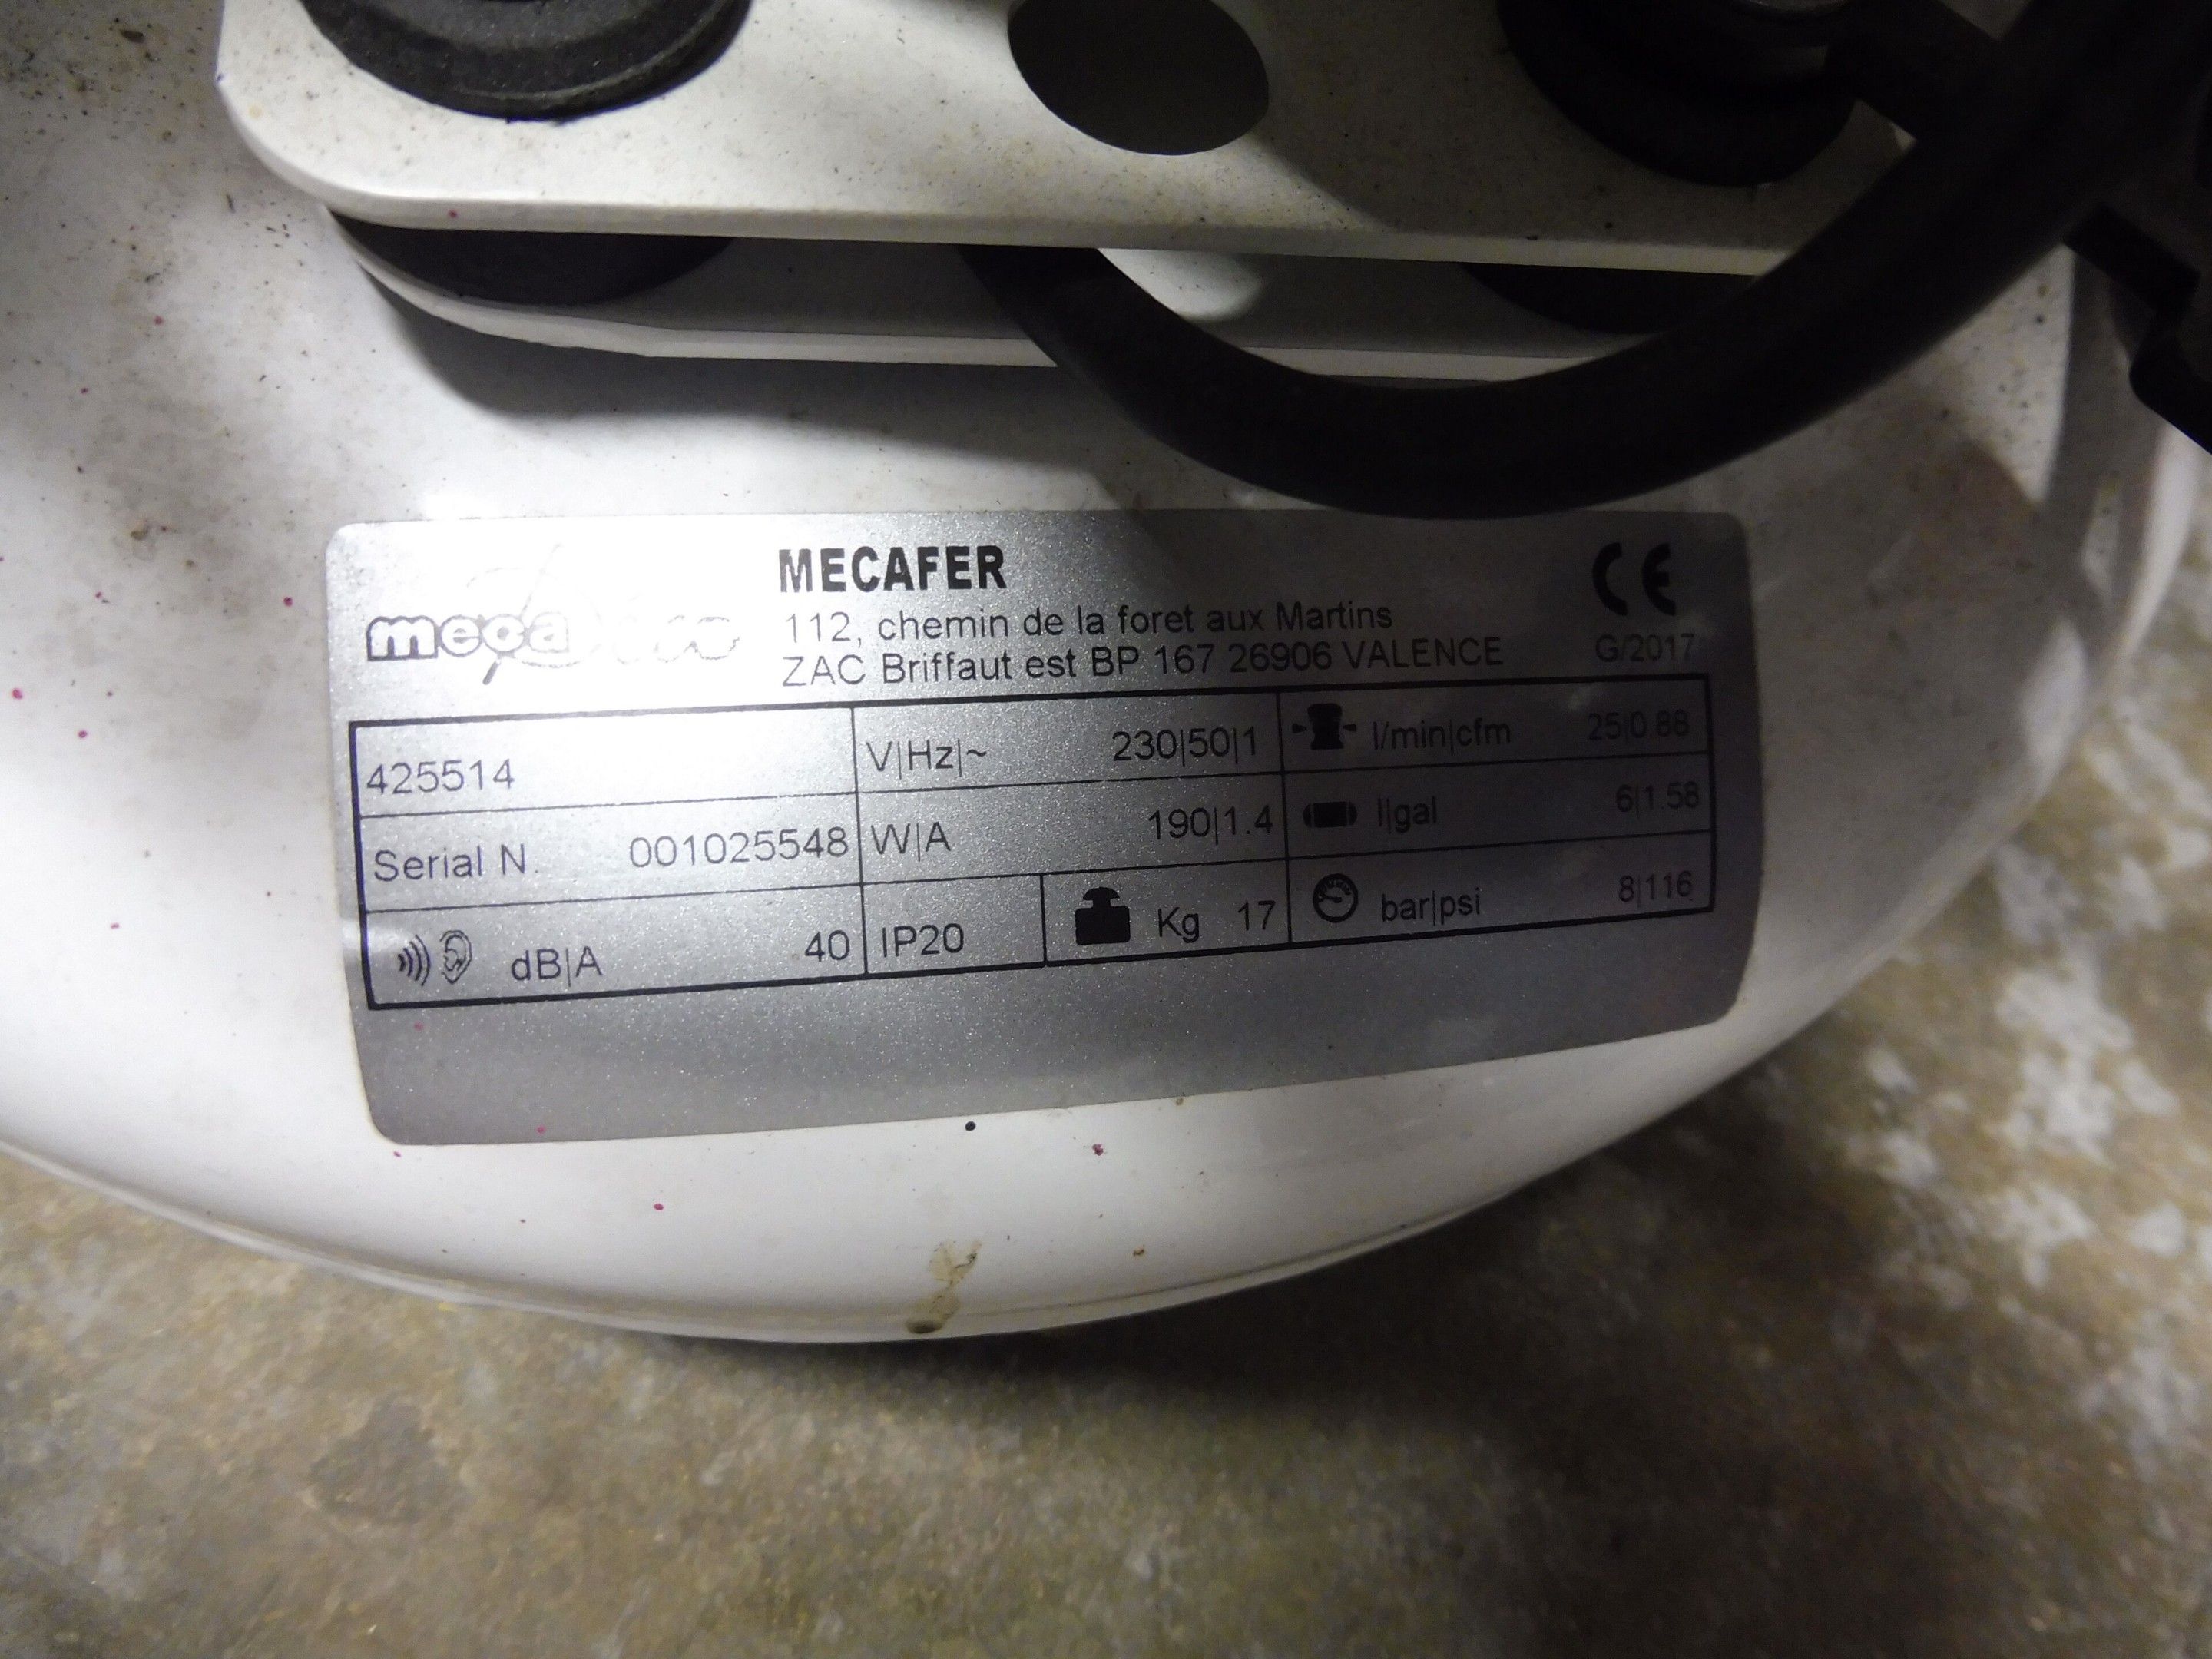 meca
MECAFER
112, chemin de la foret aux Martins
ZAC Briffaut est BP 167 26906 VALENCE
CE
G/2017
425514
V|Hz|~ 230|50|1
l/min|cfm 25|0.88
Serial N. 001025548
W|A 190|1.4
l|gal 6|1.58
dB|A 40
IP20
Kg 17
bar|psi 8|116